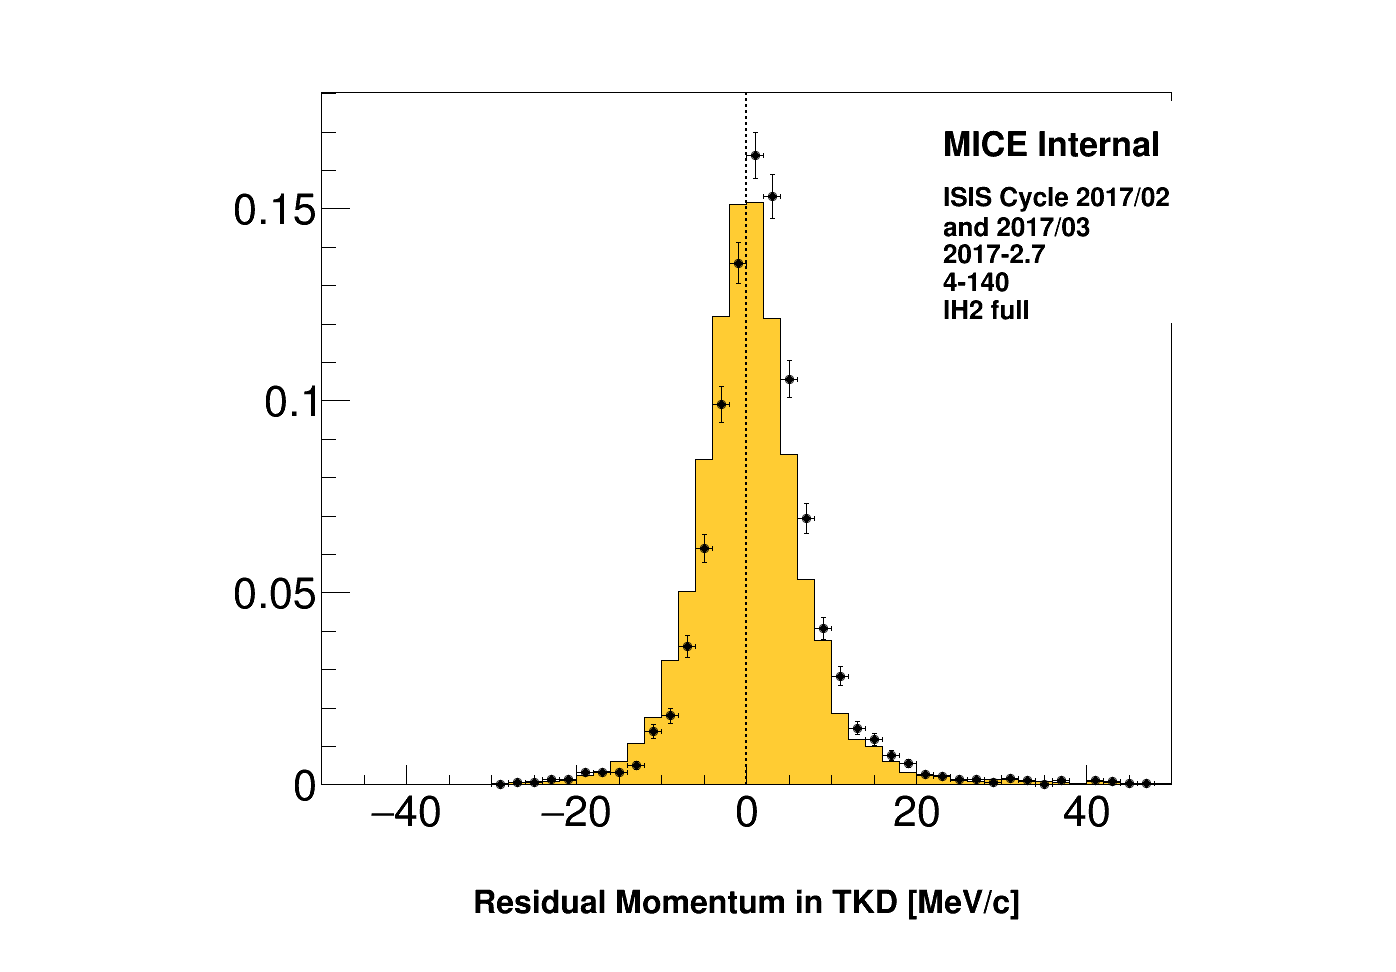 MICE Internal
ISIS Cycle 2017/02
and 2017/03
2017-2.7
4-140
lH2 full
0.15
0.1
0.05
0
−40 −20 0 20 40
Residual Momentum in TKD [MeV/c]